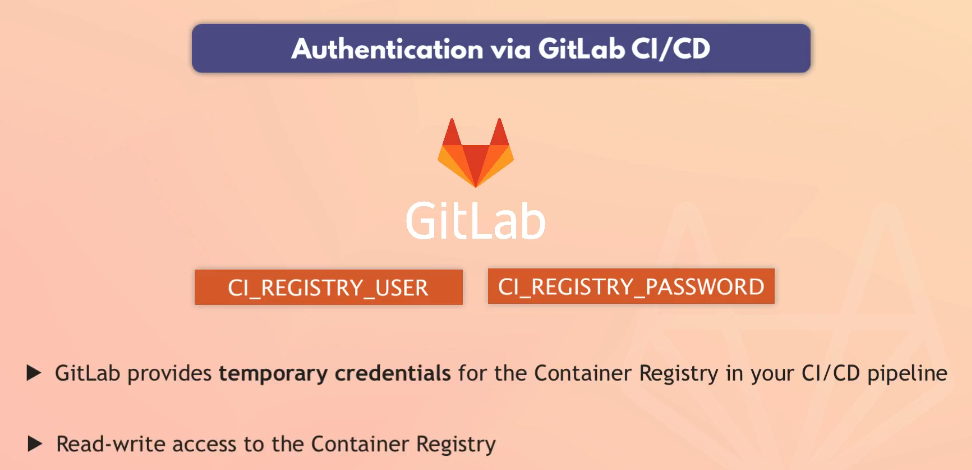 Authentication via GitLab CI/CD
GitLab
CI_REGISTRY_USER CI_REGISTRY_PASSWORD
▶ GitLab provides temporary credentials for the Container Registry in your CI/CD pipeline
▶ Read-write access to the Container Registry